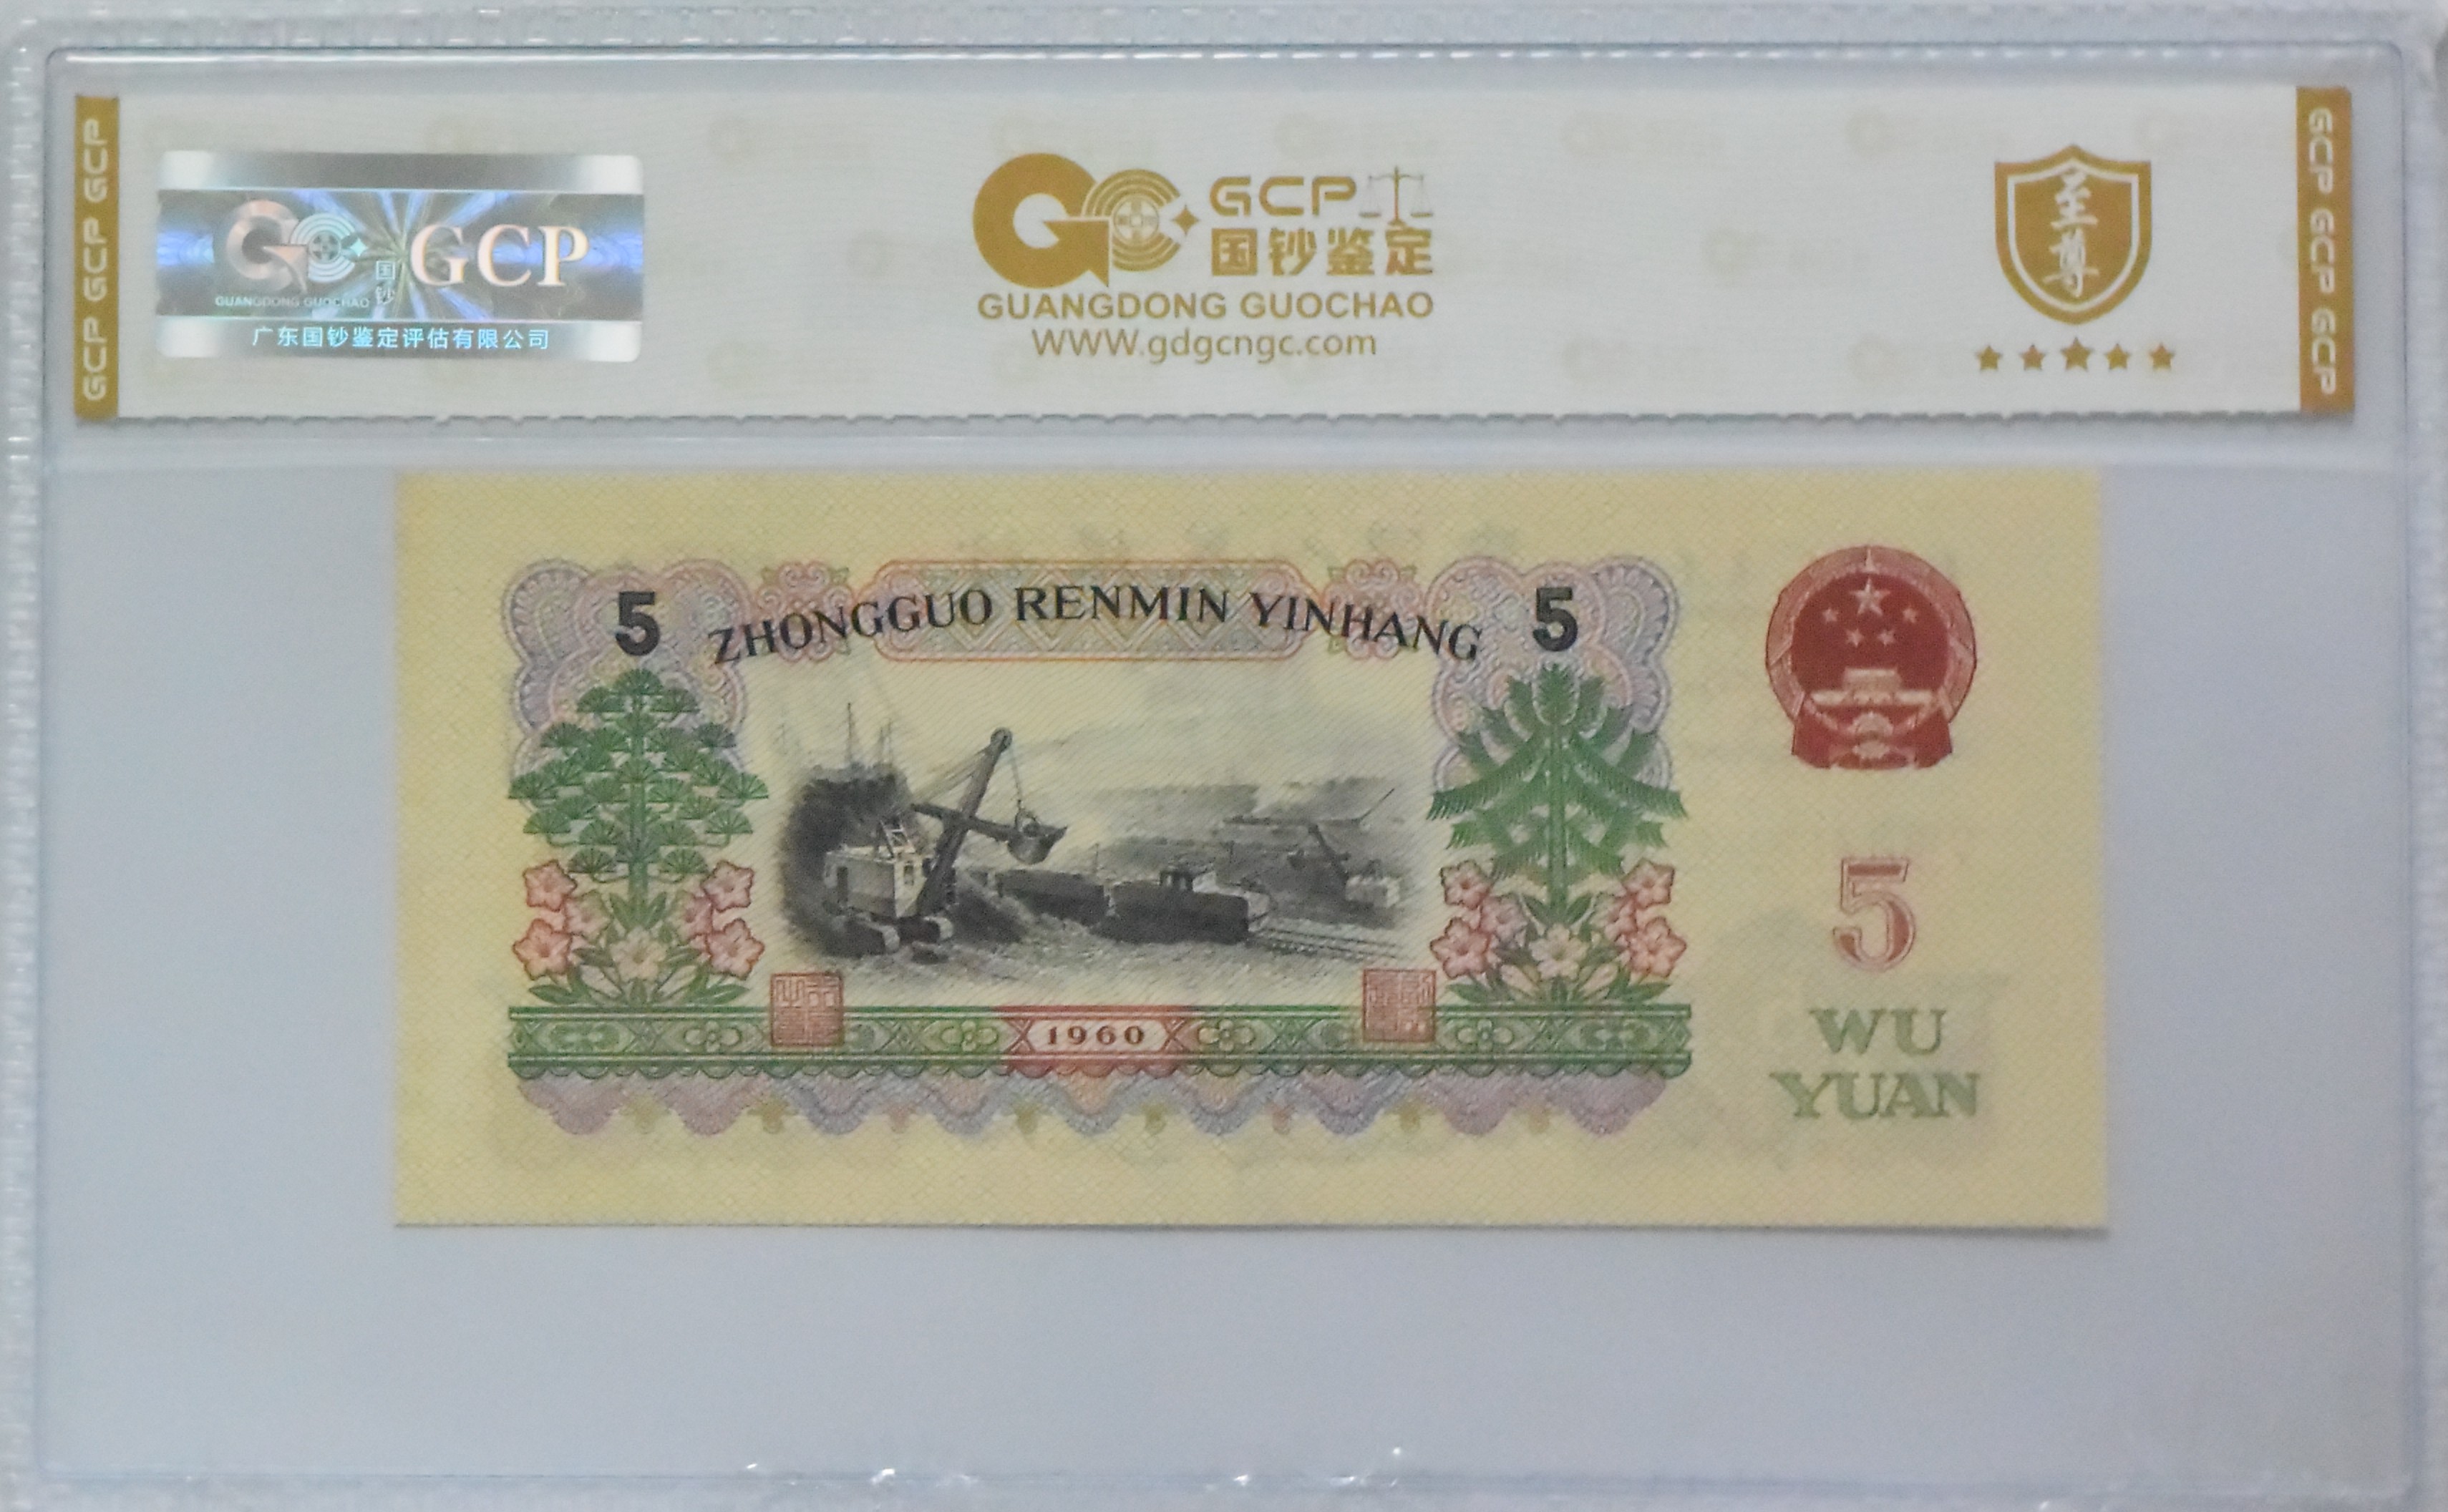 GCP GCP GCP
GUANGDONG GUOCHAO
国钞
GCP
广东国钞鉴定评估有限公司
GCP
国钞鉴定
GUANGDONG GUOCHAO
WWW.gdgcngc.com
至尊
GCP GCP GCP
5
ZHONGGUO RENMIN YINHANG
5
1960
5
WU
YUAN